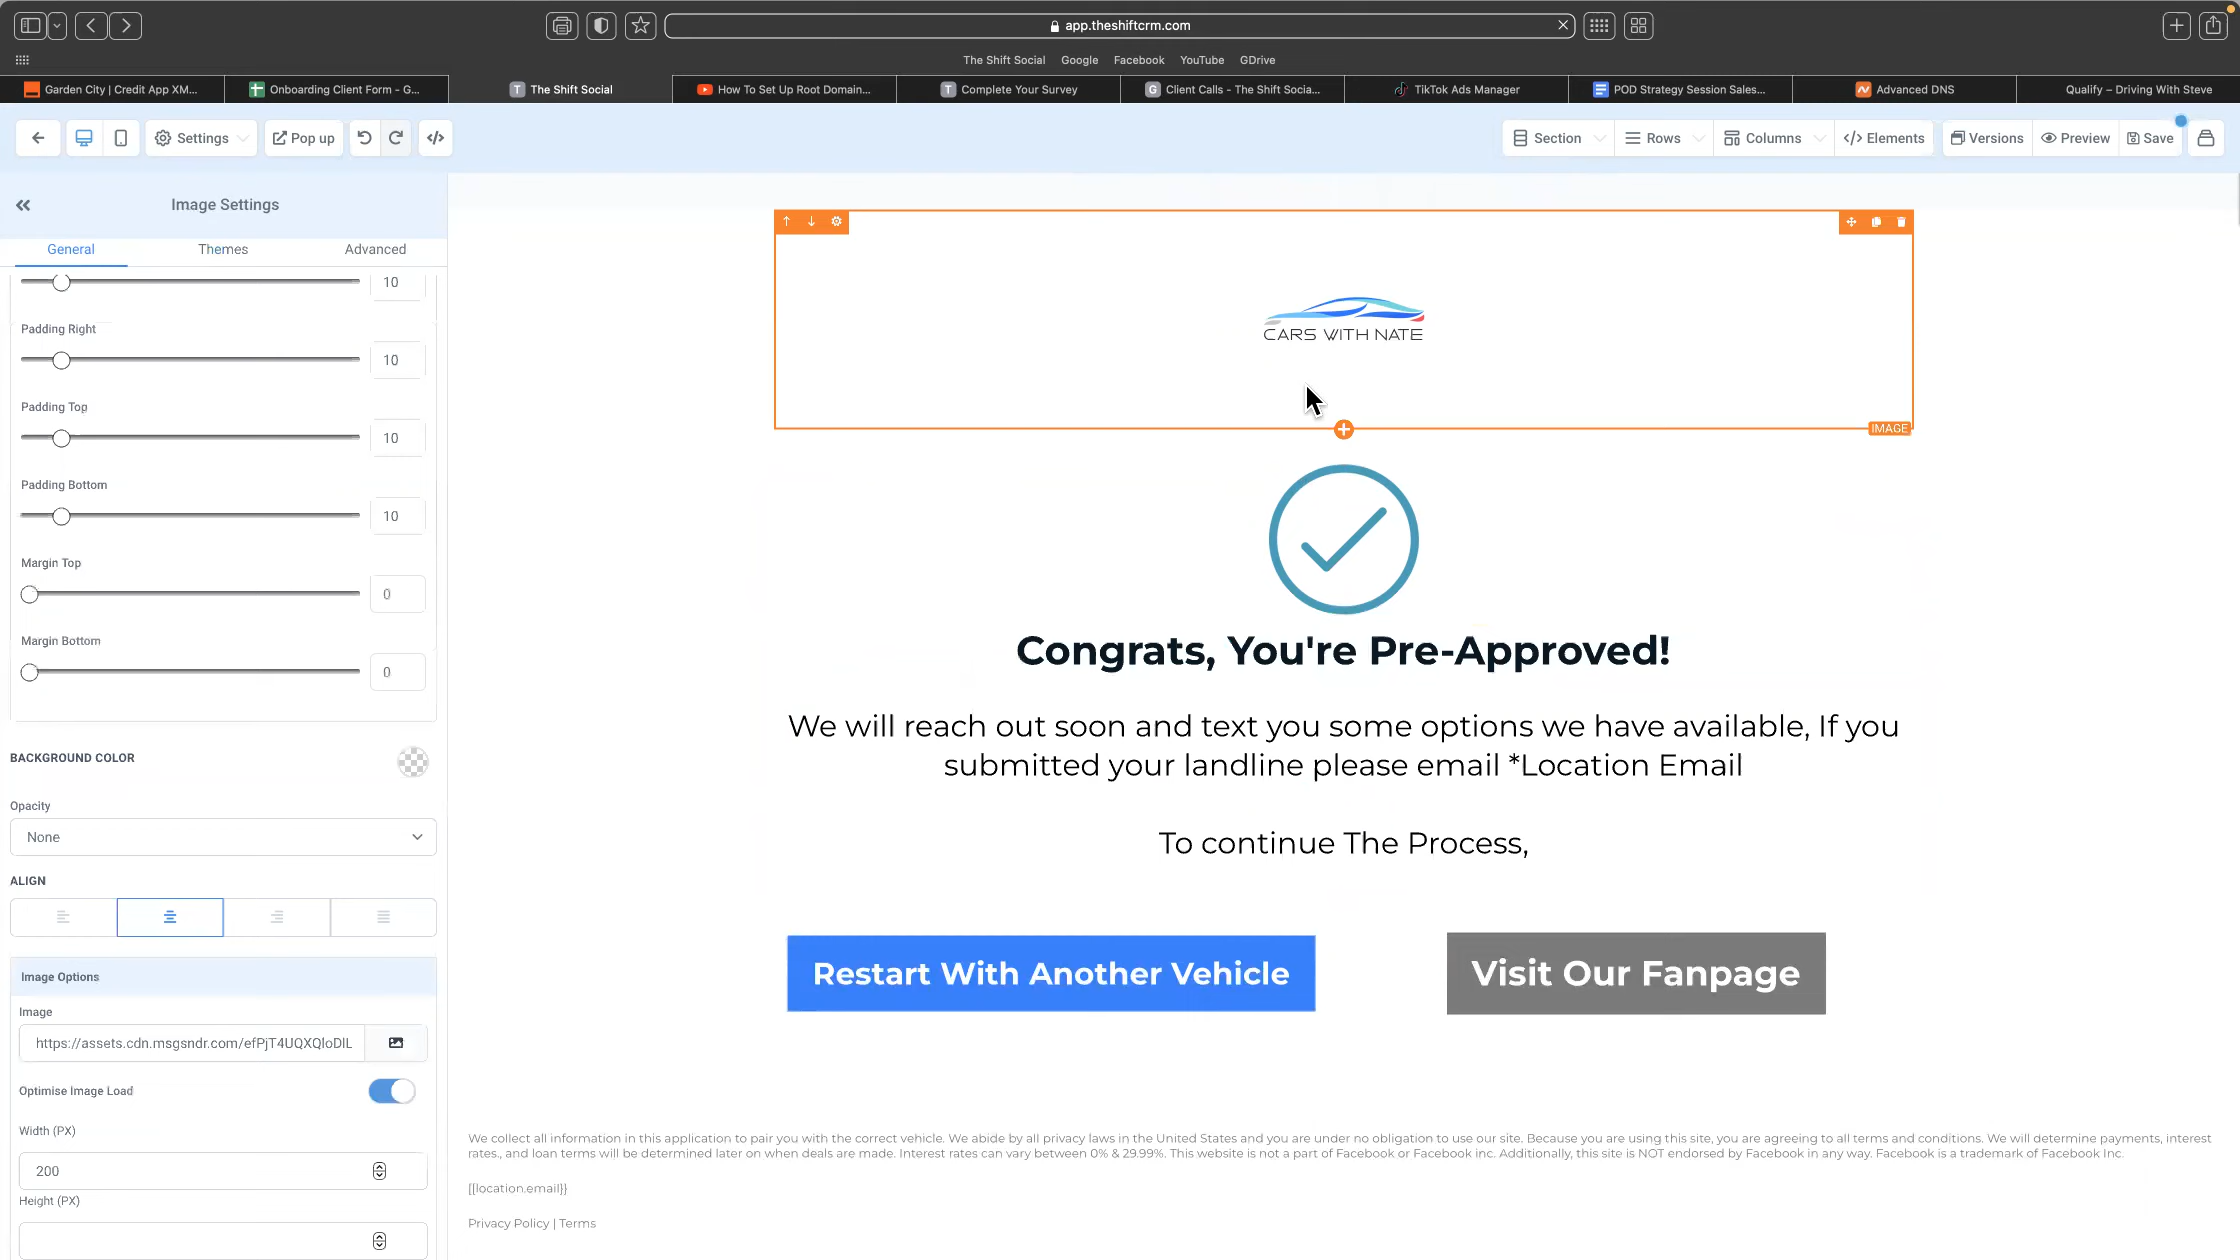 app.theshiftcrm.com
The Shift Social Google Facebook YouTube GDrive
Garden City | Credit App XM...
Onboarding Client Form - G...
The Shift Social
How To Set Up Root Domain...
Complete Your Survey
Client Calls - The Shift Socia...
TikTok Ads Manager
POD Strategy Session Sales...
Advanced DNS
Qualify – Driving With Steve
Settings
Pop up
Section
Rows
Columns
</> Elements
Versions
Preview
Save
Image Settings
General Themes Advanced
10
Padding Right
10
Padding Top
10
Padding Bottom
10
Margin Top
0
Margin Bottom
0
BACKGROUND COLOR
Opacity
None
ALIGN
Image Options
Image
https://assets.cdn.msgsndr.com/efPjT4UQXQloDlL
Optimise Image Load
Width (PX)
200
Height (PX)
CARS WITH NATE
IMAGE
Congrats, You're Pre-Approved!
We will reach out soon and text you some options we have available, If you
submitted your landline please email *Location Email
To continue The Process,
Restart With Another Vehicle
Visit Our Fanpage
We collect all information in this application to pair you with the correct vehicle. We abide by all privacy laws in the United States and you are under no obligation to use our site. Because you are using this site, you are agreeing to all terms and conditions. We will determine payments, interest
rates., and loan terms will be determined later on when deals are made. Interest rates can vary between 0% & 29.99%. This website is not a part of Facebook or Facebook inc. Additionally, this site is NOT endorsed by Facebook in any way. Facebook is a trademark of Facebook Inc.
[[location.email}}
Privacy Policy | Terms